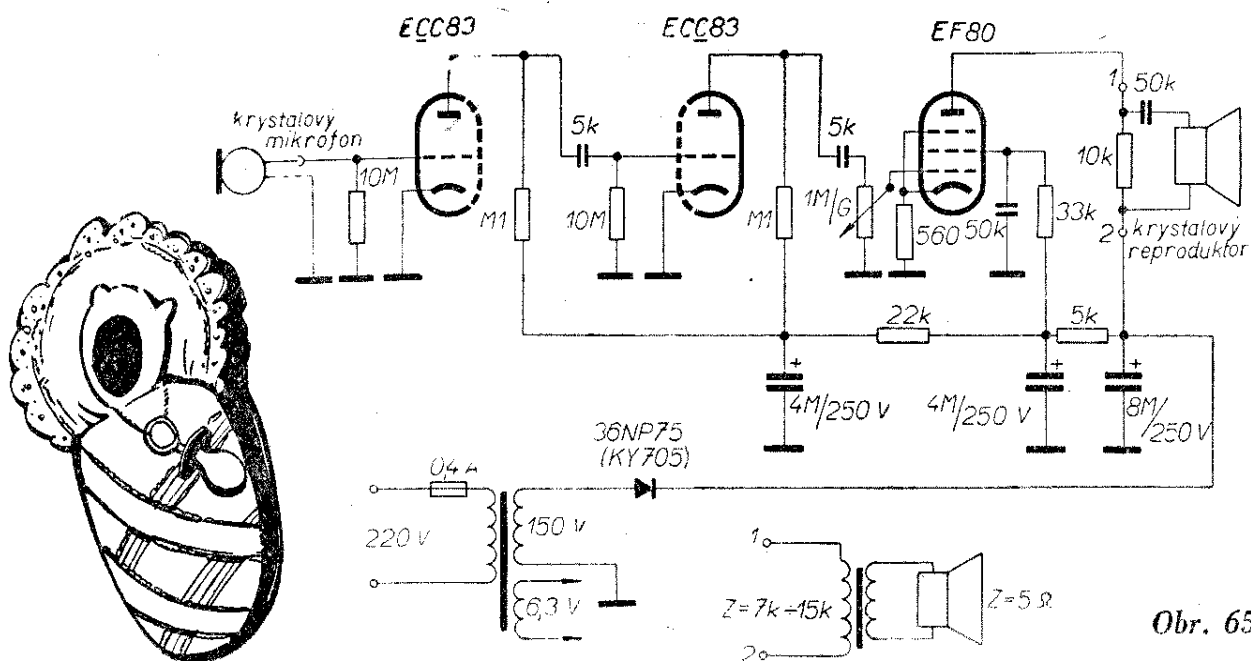 ECC83
ECC83
EF80
krystalový
mikrofon
10M
M1
5k
10M
M1
5k
1M/G
560
50k
33k
1
50k
10k
2
krystalový
reproduktor
22k
5k
4M/250 V
4M/250 V
8M/
250V
36NP75
(KY705)
0,4 A
220 V
150 V
6,3 V
1
Z=7k÷15k
2
Z=5 Ω
Obr. 65